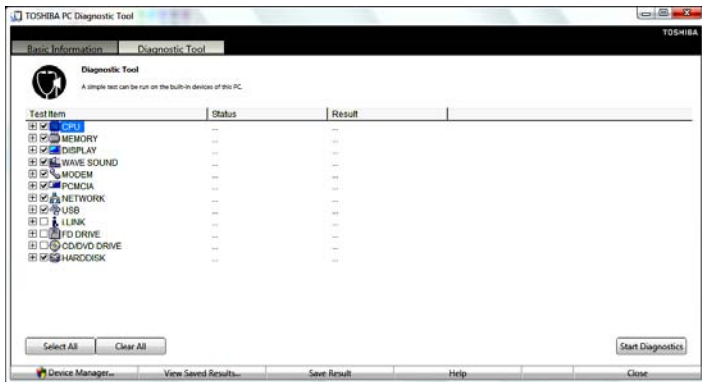 TOSHIBA PC Diagnostic Tool
TOSHIBA
Basic Information Diagnostic Tool
Diagnostic Tool
A simple test can be run on the built-in devices of this PC.
Test Item Status Result
CPU ... ...
MEMORY ... ...
DISPLAY ... ...
WAVE SOUND ... ...
MODEM ... ...
PCMCIA ... ...
NETWORK ... ...
USB ... ...
i.LINK ... ...
FD DRIVE ... ...
CD/DVD DRIVE ... ...
HARDDISK ... ...
Select All Clear All Start Diagnostics
Device Manager... View Saved Results... Save Result Help Close